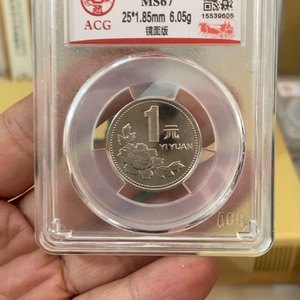 MS67
ACG
25*1.85mm 6.05g
15539805
镜面版
1元
YI YUAN
ACG